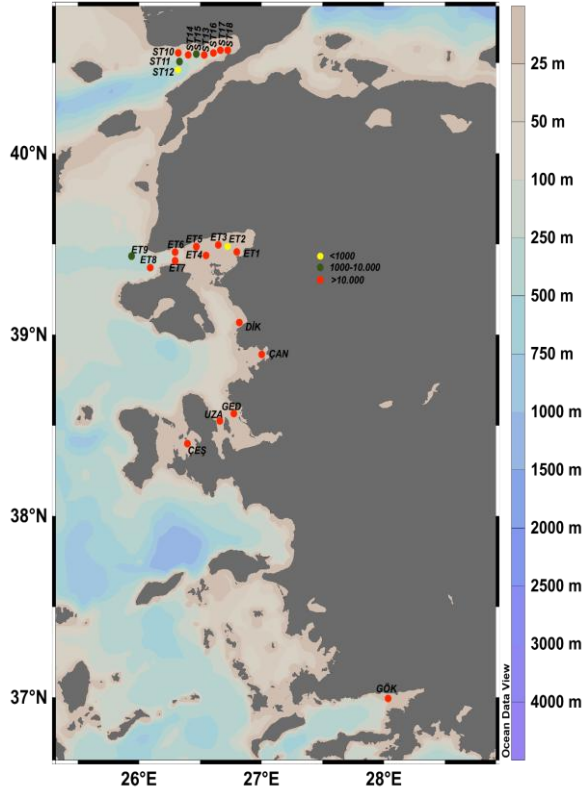 ST14
ST15
ST13
ST16
ST17
ST18
ST10
ST11
ST12
40°N
ET9
ET8
ET6
ET5
ET3
ET2
ET4
ET1
ET7
<1000
1000-10.000
>10.000
39°N
DİK
ÇAN
GED
UZA
ÇEŞ
38°N
37°N
GÖK
26°E
27°E
28°E
Ocean Data View
25 m
50 m
100 m
250 m
500 m
750 m
1000 m
1500 m
2000 m
2500 m
3000 m
4000 m